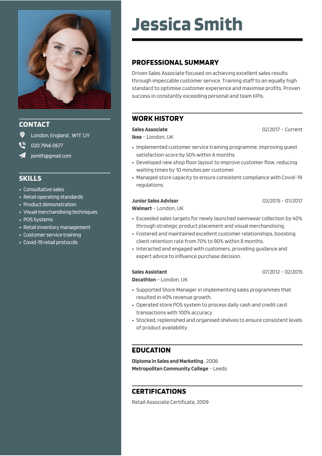 Jessica Smith
CONTACT
London, England , W1T 1JY
020 7946 0677
jsmth@gmail.com
SKILLS
Consultative sales
Retail operating standards
Product demonstration
Visual merchandising techniques
POS Systems
Retail inventory management
Customer service training
Covid-19 retail protocols
PROFESSIONAL SUMMARY
Driven Sales Associate focused on achieving excellent sales results
through impeccable customer service. Training staff to an equally high
standard to optimise customer experience and maximise profits. Proven
success in constantly exceeding personal and team KPIs.
WORK HISTORY
Sales Associate 02/2017 - Current
Ikea - London, UK
Implemented customer service training programme, improving guest
satisfaction score by 50% within 6 months.
Developed new shop floor layout to improve customer flow, reducing
waiting times by 10 minutes per customer.
Managed store capacity to ensure consistent compliance with Covid-19
regulations.
Junior Sales Advisor 03/2015 - 01/2017
Walmart - London, UK
Exceeded sales targets for newly launched swimwear collection by 40%
through strategic product placement and visual merchandising.
Fostered and maintained excellent customer relationships, boosting
client retention rate from 70% to 90% within 8 months.
Interacted and engaged with customers, providing guidance and
expert advice to influence purchase decision.
Sales Assistant 07/2012 - 02/2015
Decathlon - London, UK
Supported Store Manager in implementing sales programmes that
resulted in 40% revenue growth.
Operated store POS system to process daily cash and credit card
transactions with 100% accuracy.
Stocked, replenished and organised shelves to ensure consistent levels
of product availability.
EDUCATION
Diploma in Sales and Marketing , 2006
Metropolitan Community College - Leeds
CERTIFICATIONS
Retail Associate Certificate, 2009